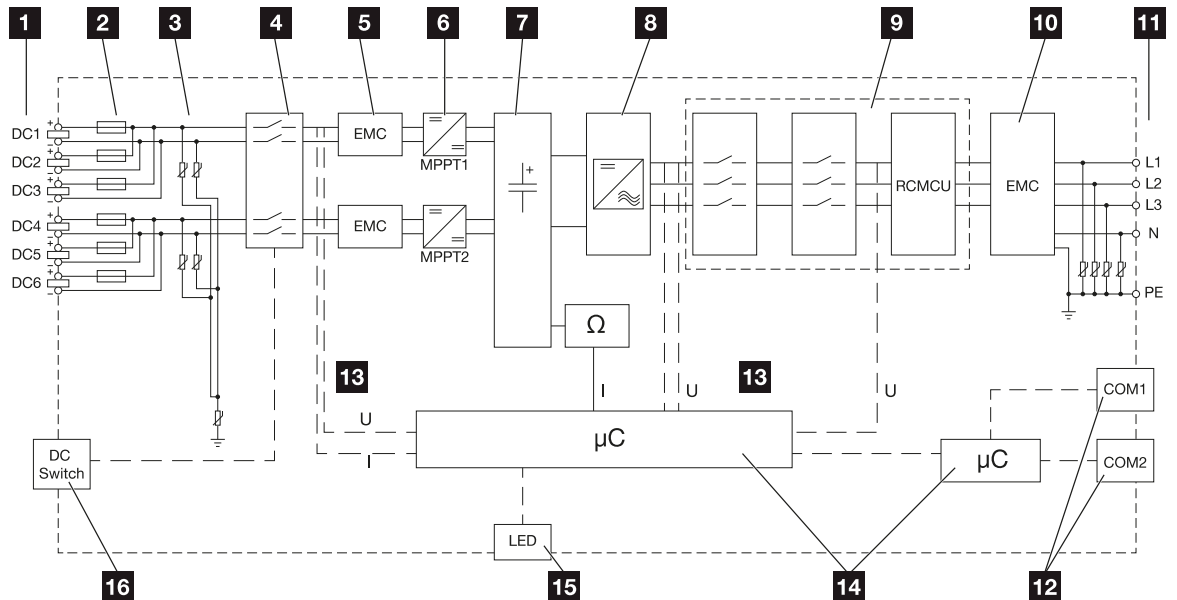 1 2 3 4 5 6 7 8 9 10 11
DC1
DC2
DC3
DC4
DC5
DC6
+
−
+
−
+
−
+
−
+
−
+
−
EMC
MPPT1
EMC
MPPT2
+
RCMCU
EMC
L1
L2
L3
N
PE
Ω
13
13
U
I
I
U
U
µC
µC
COM1
COM2
DC
Switch
LED
16
15
14
12